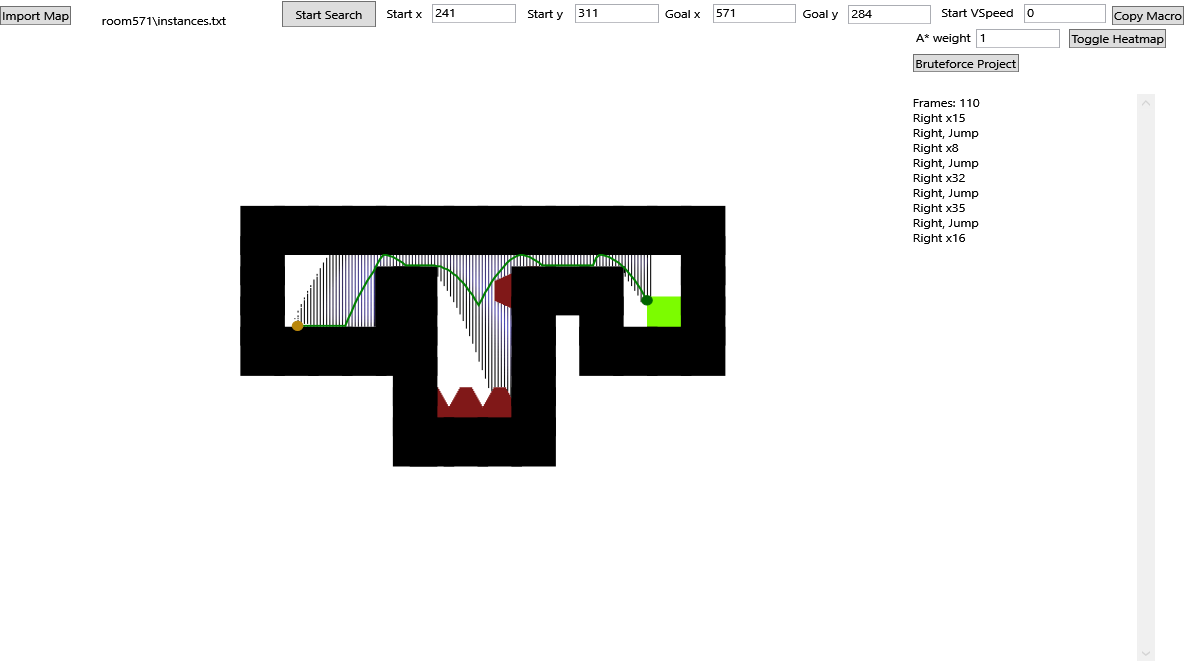 Import Map
room571\instances.txt
Start Search
Start x 241
Start y 311
Goal x 571
Goal y 284
Start VSpeed 0
Copy Macro
A* weight 1
Toggle Heatmap
Bruteforce Project
Frames: 110
Right x15
Right, Jump
Right x8
Right, Jump
Right x32
Right, Jump
Right x35
Right, Jump
Right x16